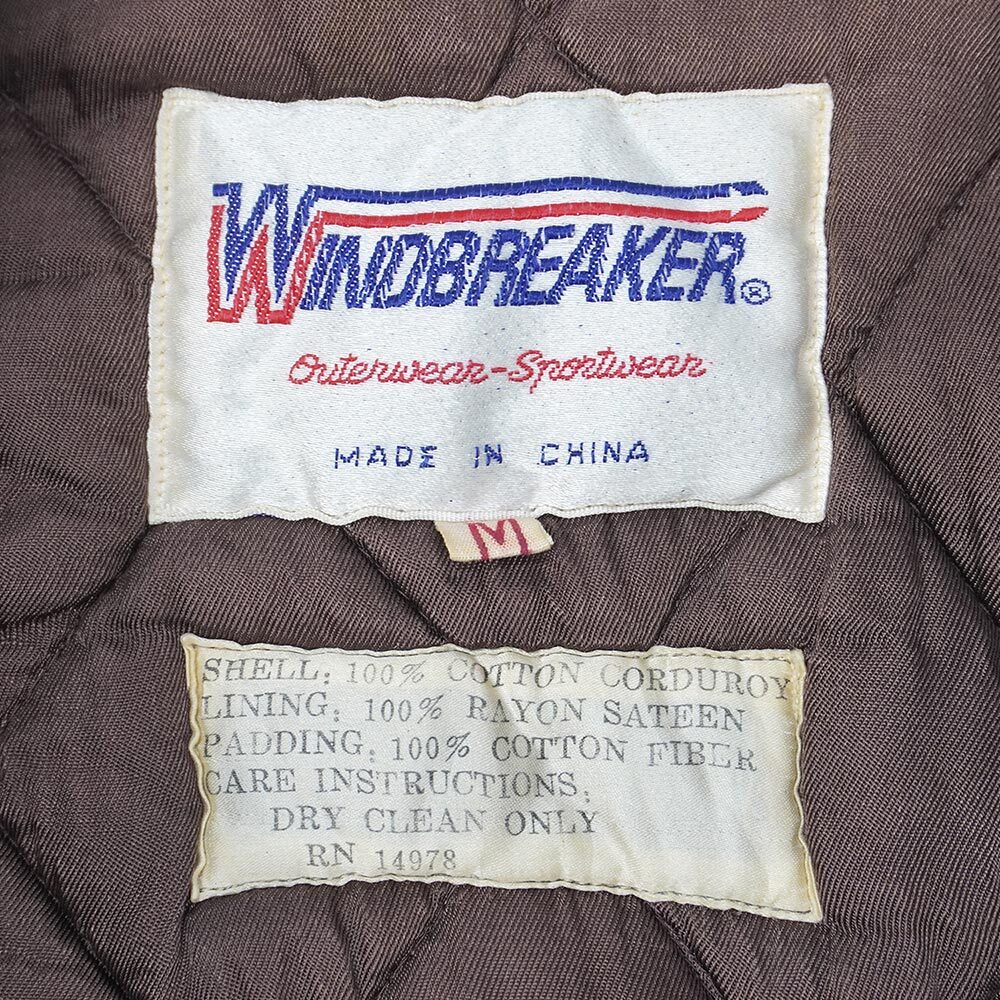 WINDBREAKER®
Outerwear-Sportwear
MADE IN CHINA
M
SHELL: 100% COTTON CORDUROY
LINING: 100% RAYON SATEEN
PADDING: 100% COTTON FIBER
CARE INSTRUCTIONS:
DRY CLEAN ONLY
RN 14978